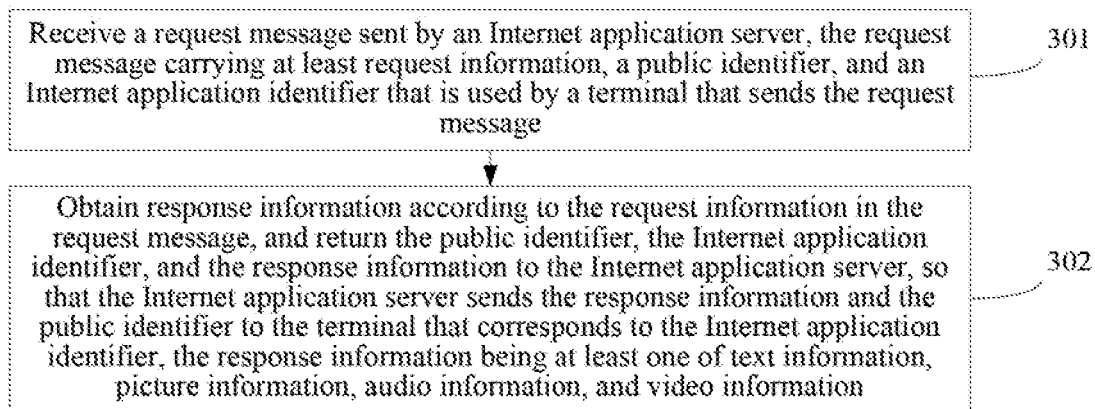 Receive a request message sent by an Internet application server, the request
message carrying at least request information, a public identifier, and an
Internet application identifier that is used by a terminal that sends the request
message
301
Obtain response information according to the request information in the
request message, and return the public identifier, the Internet application
identifier, and the response information to the Internet application server, so
that the Internet application server sends the response information and the
public identifier to the terminal that corresponds to the Internet application
identifier, the response information being at least one of text information,
picture information, audio information, and video information
302